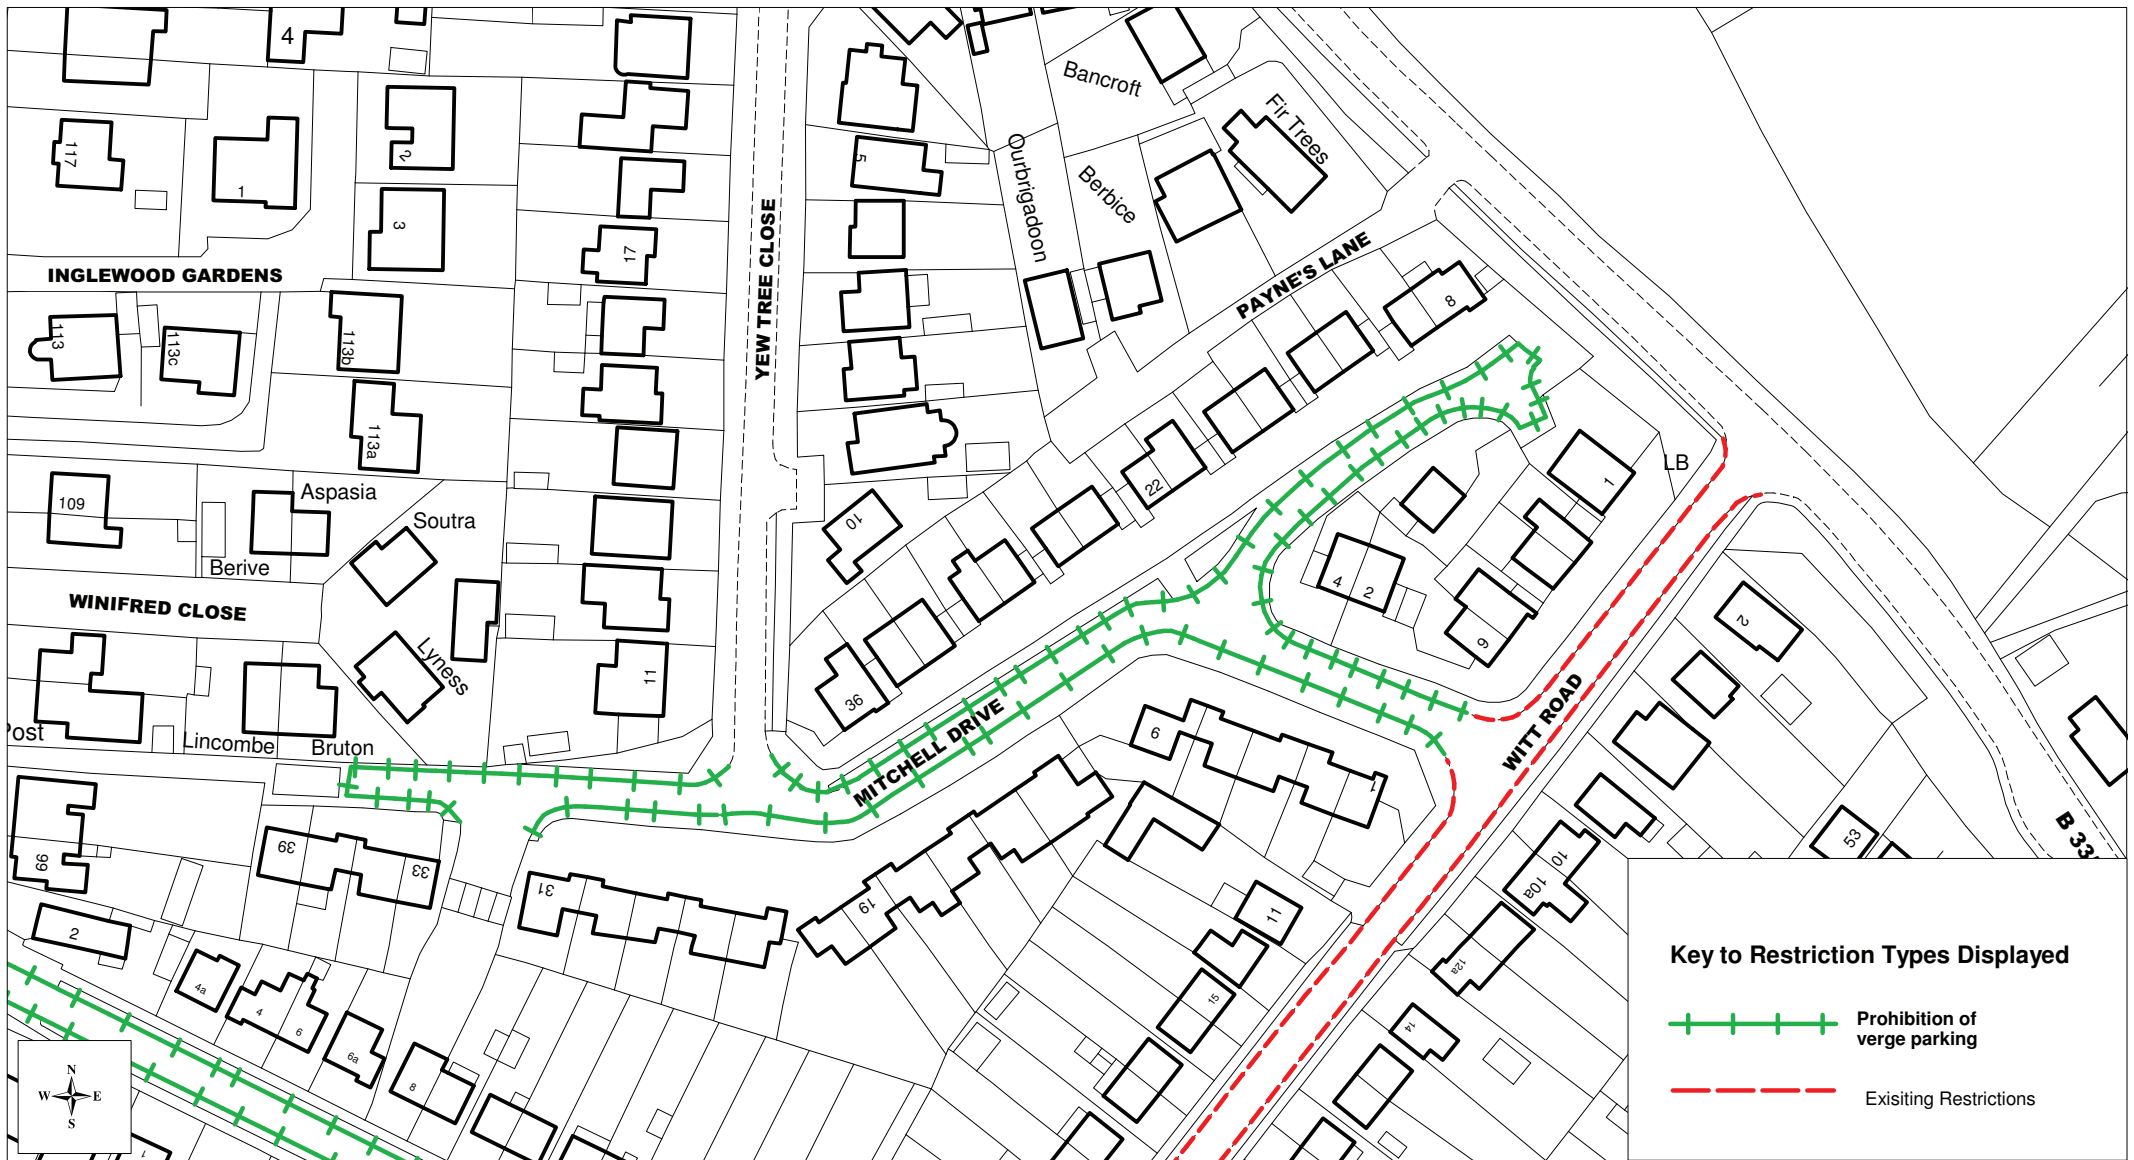 4
117
1
2
3
17
5
Bancroft
Fir Trees
Ourbrigadoon
Berbice
INGLEWOOD GARDENS
YEW TREE CLOSE
PAYNE'S LANE
8
113
113c
113b
113a
109
Aspasia
Soutra
Berive
WINIFRED CLOSE
Lyness
11
10
22
36
LB
1
4
2
6
2
Post
Lincombe
Bruton
MITCHELL DRIVE
WITT ROAD
6
1
99
39
33
31
19
11
15
10
10a
12a
14
53
B 33
2
4a
4
6
6a
8
1
N
W
E
S
Key to Restriction Types Displayed
Prohibition of
verge parking
Exisiting Restrictions